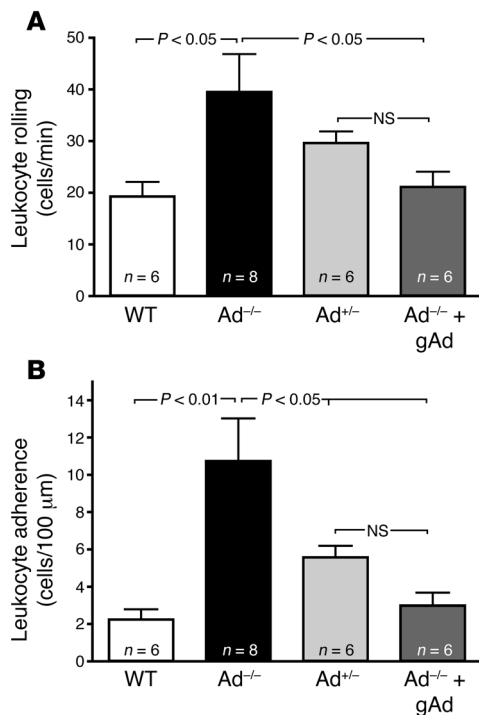 A
Leukocyte rolling
(cells/min)
50
40
30
20
10
0
P < 0.05
P < 0.05
NS
n = 6
n = 8
n = 6
n = 6
WT
Ad⁻/⁻
Ad⁺/⁻
Ad⁻/⁻ +
gAd
B
Leukocyte adherence
(cells/100 μm)
14
12
10
8
6
4
2
0
P < 0.01
P < 0.05
NS
n = 6
n = 8
n = 6
n = 6
WT
Ad⁻/⁻
Ad⁺/⁻
Ad⁻/⁻ +
gAd